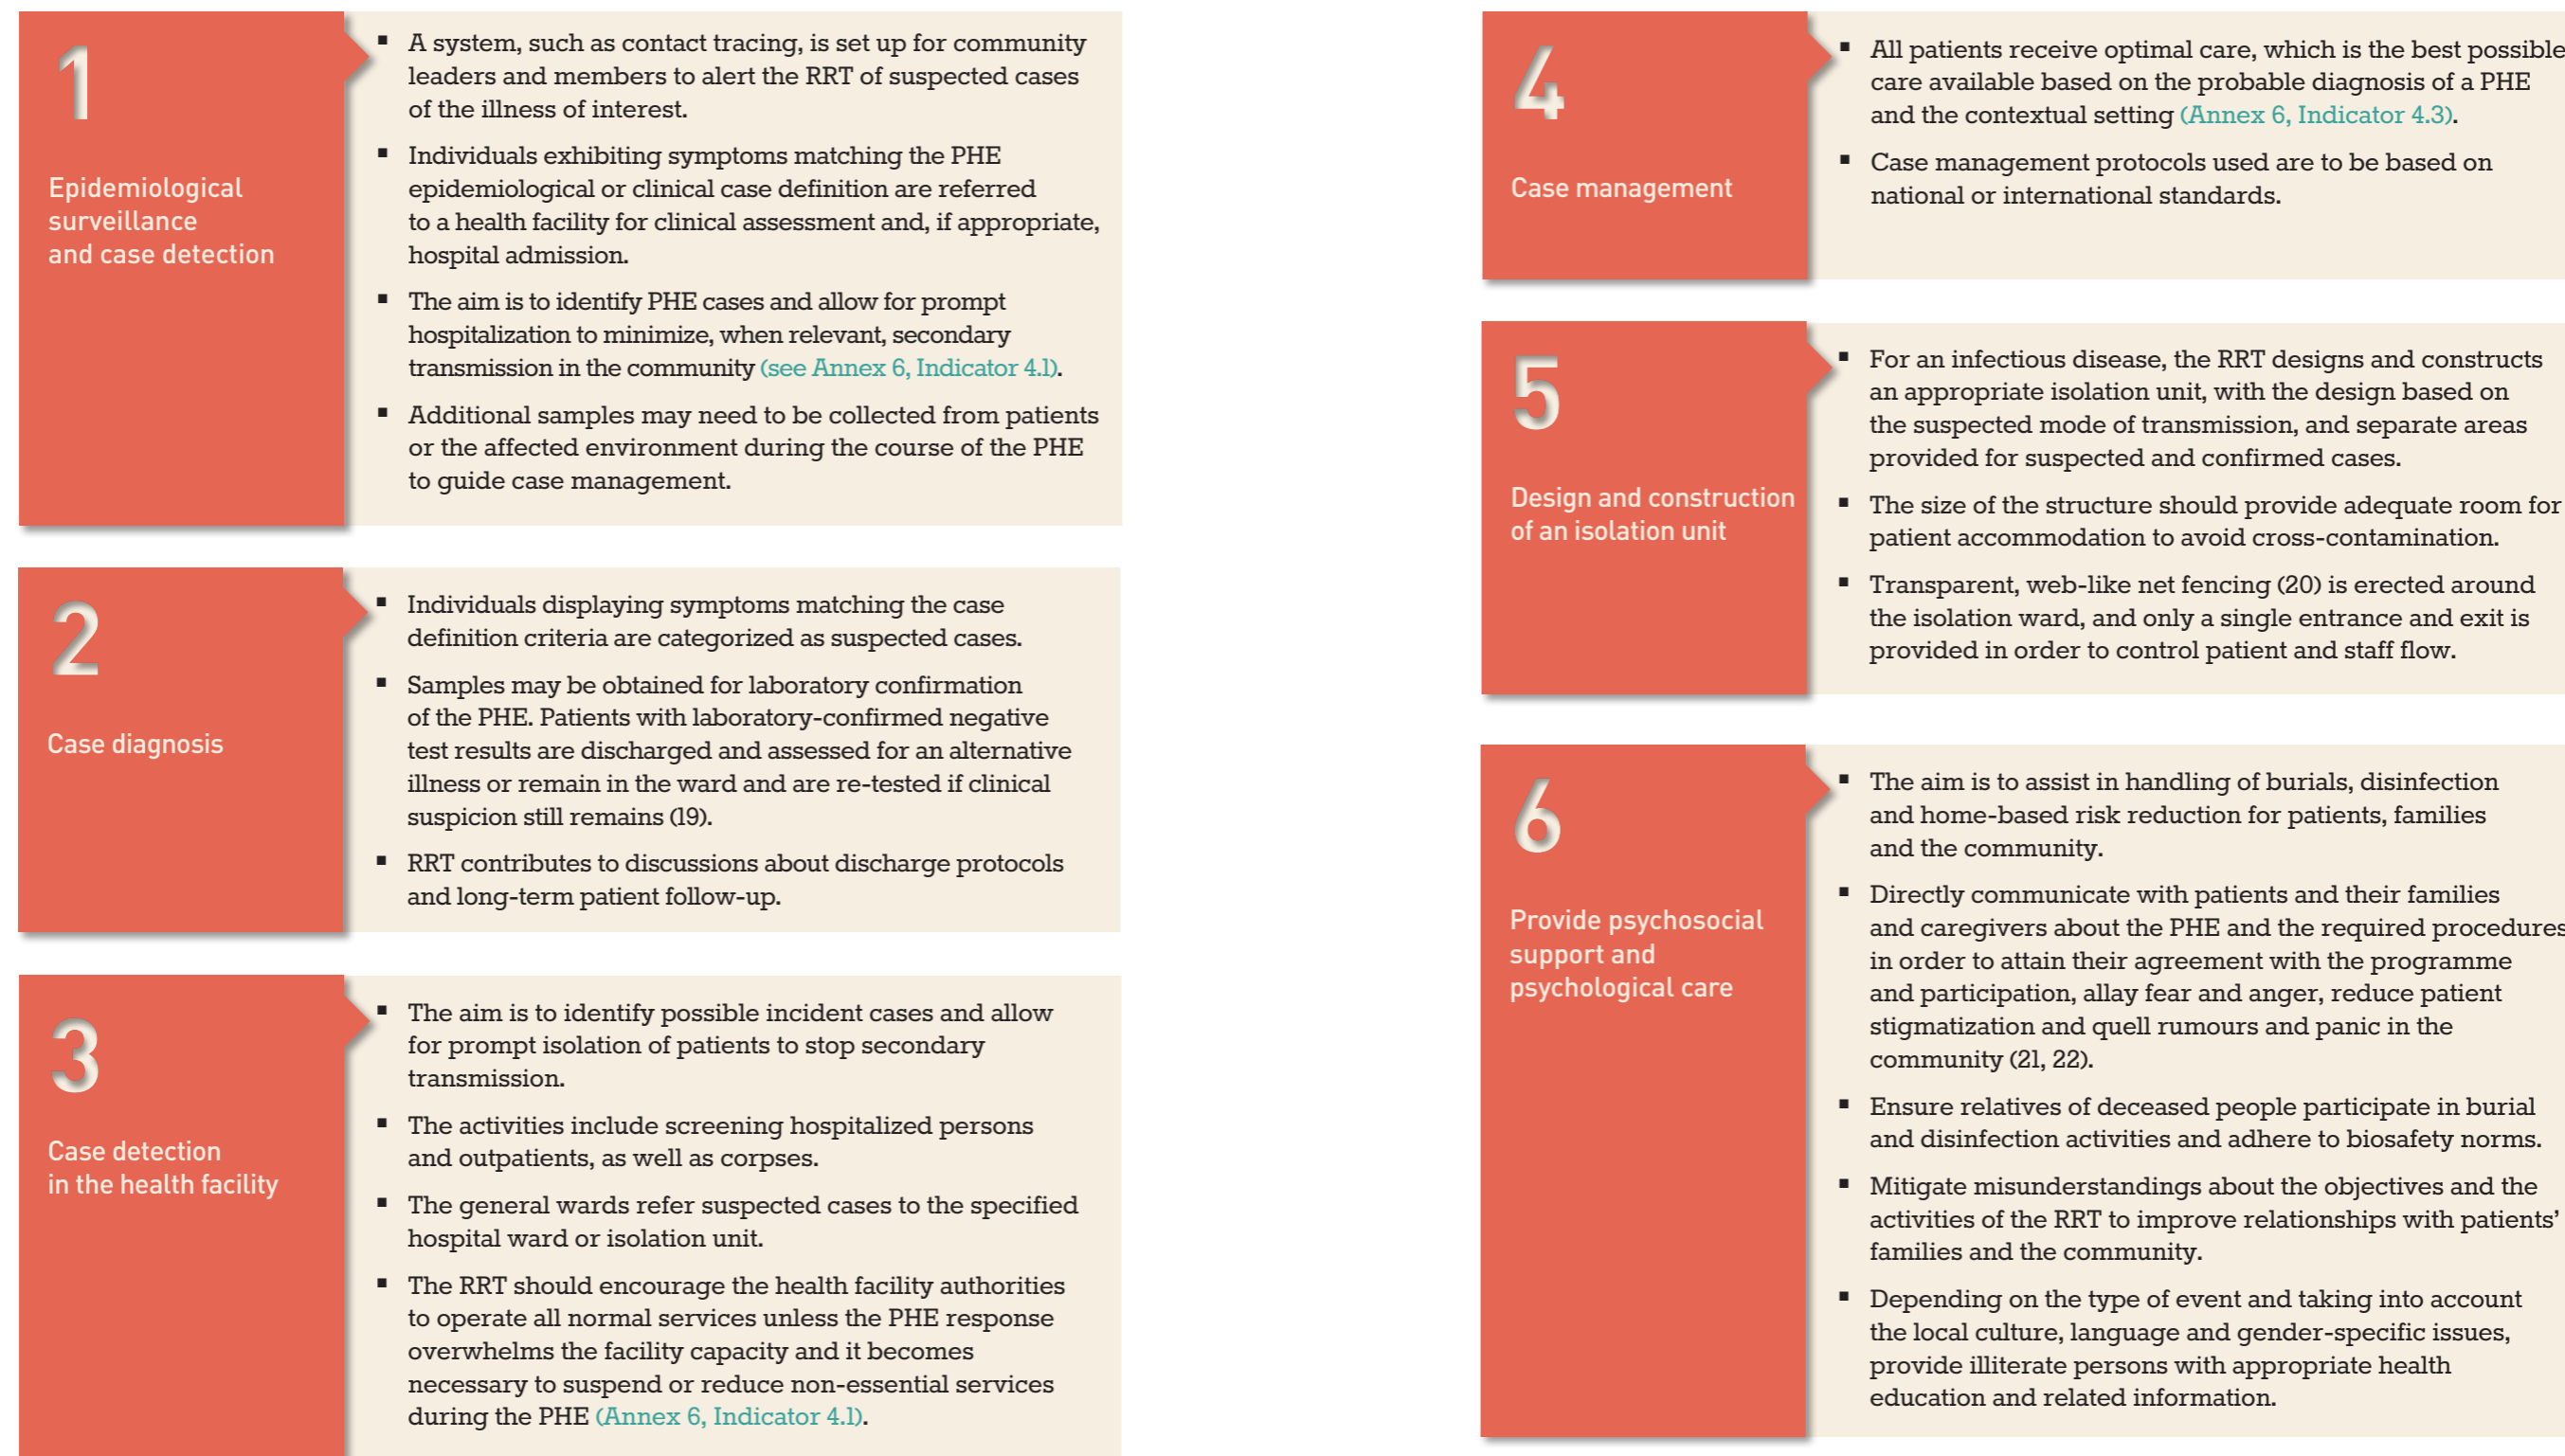 1
Epidemiological
surveillance
and case detection
▪ A system, such as contact tracing, is set up for community
leaders and members to alert the RRT of suspected cases
of the illness of interest.
▪ Individuals exhibiting symptoms matching the PHE
epidemiological or clinical case definition are referred
to a health facility for clinical assessment and, if appropriate,
hospital admission.
▪ The aim is to identify PHE cases and allow for prompt
hospitalization to minimize, when relevant, secondary
transmission in the community (see Annex 6, Indicator 4.1).
▪ Additional samples may need to be collected from patients
or the affected environment during the course of the PHE
to guide case management.
2
Case diagnosis
▪ Individuals displaying symptoms matching the case
definition criteria are categorized as suspected cases.
▪ Samples may be obtained for laboratory confirmation
of the PHE. Patients with laboratory-confirmed negative
test results are discharged and assessed for an alternative
illness or remain in the ward and are re-tested if clinical
suspicion still remains (19).
▪ RRT contributes to discussions about discharge protocols
and long-term patient follow-up.
3
Case detection
in the health facility
▪ The aim is to identify possible incident cases and allow
for prompt isolation of patients to stop secondary
transmission.
▪ The activities include screening hospitalized persons
and outpatients, as well as corpses.
▪ The general wards refer suspected cases to the specified
hospital ward or isolation unit.
▪ The RRT should encourage the health facility authorities
to operate all normal services unless the PHE response
overwhelms the facility capacity and it becomes
necessary to suspend or reduce non-essential services
during the PHE (Annex 6, Indicator 4.1).
4
Case management
▪ All patients receive optimal care, which is the best possible
care available based on the probable diagnosis of a PHE
and the contextual setting (Annex 6, Indicator 4.3).
▪ Case management protocols used are to be based on
national or international standards.
5
Design and construction
of an isolation unit
▪ For an infectious disease, the RRT designs and constructs
an appropriate isolation unit, with the design based on
the suspected mode of transmission, and separate areas
provided for suspected and confirmed cases.
▪ The size of the structure should provide adequate room for
patient accommodation to avoid cross-contamination.
▪ Transparent, web-like net fencing (20) is erected around
the isolation ward, and only a single entrance and exit is
provided in order to control patient and staff flow.
6
Provide psychosocial
support and
psychological care
▪ The aim is to assist in handling of burials, disinfection
and home-based risk reduction for patients, families
and the community.
▪ Directly communicate with patients and their families
and caregivers about the PHE and the required procedures
in order to attain their agreement with the programme
and participation, allay fear and anger, reduce patient
stigmatization and quell rumours and panic in the
community (21, 22).
▪ Ensure relatives of deceased people participate in burial
and disinfection activities and adhere to biosafety norms.
▪ Mitigate misunderstandings about the objectives and the
activities of the RRT to improve relationships with patients’
families and the community.
▪ Depending on the type of event and taking into account
the local culture, language and gender-specific issues,
provide illiterate persons with appropriate health
education and related information.